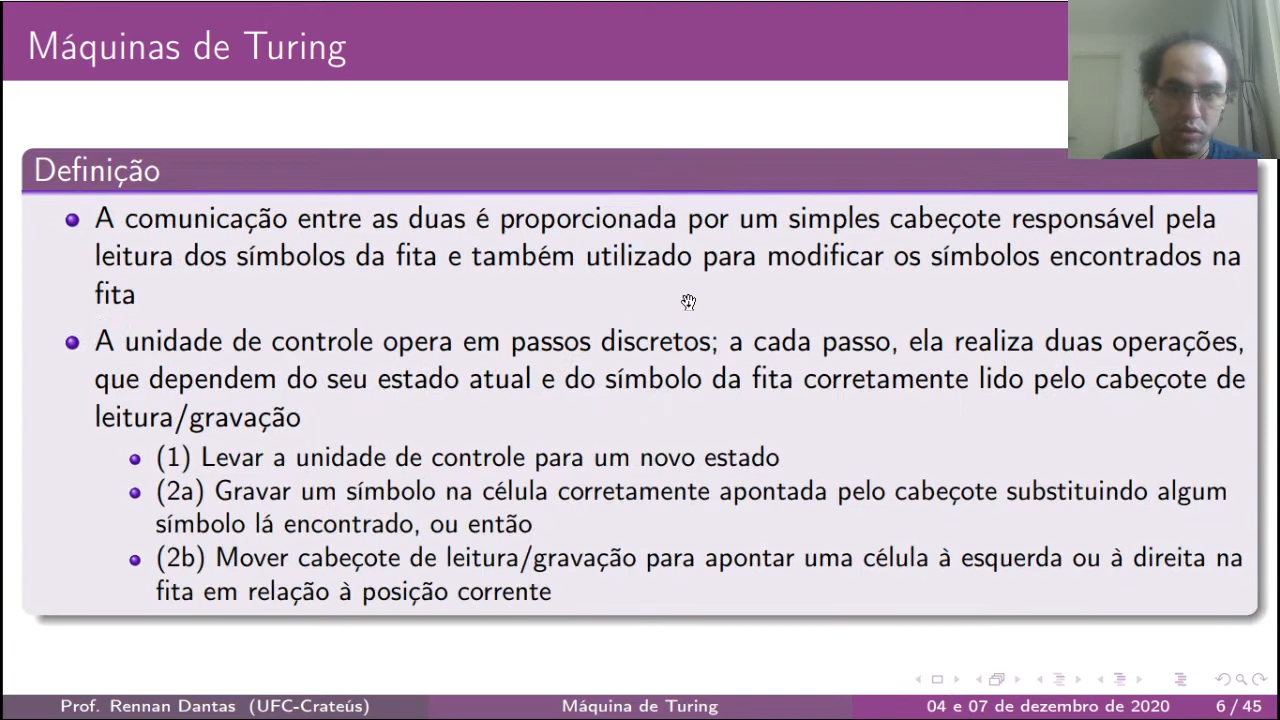 Máquinas de Turing
Definição
A comunicação entre as duas é proporcionada por um simples cabeçote responsável pela
leitura dos símbolos da fita e também utilizado para modificar os símbolos encontrados na
fita
A unidade de controle opera em passos discretos; a cada passo, ela realiza duas operações,
que dependem do seu estado atual e do símbolo da fita corretamente lido pelo cabeçote de
leitura/gravação
(1) Levar a unidade de controle para um novo estado
(2a) Gravar um símbolo na célula corretamente apontada pelo cabeçote substituindo algum
símbolo lá encontrado, ou então
(2b) Mover cabeçote de leitura/gravação para apontar uma célula à esquerda ou à direita na
fita em relação à posição corrente
Prof. Rennan Dantas (UFC-Crateús) Máquina de Turing 04 e 07 de dezembro de 2020 6 / 45